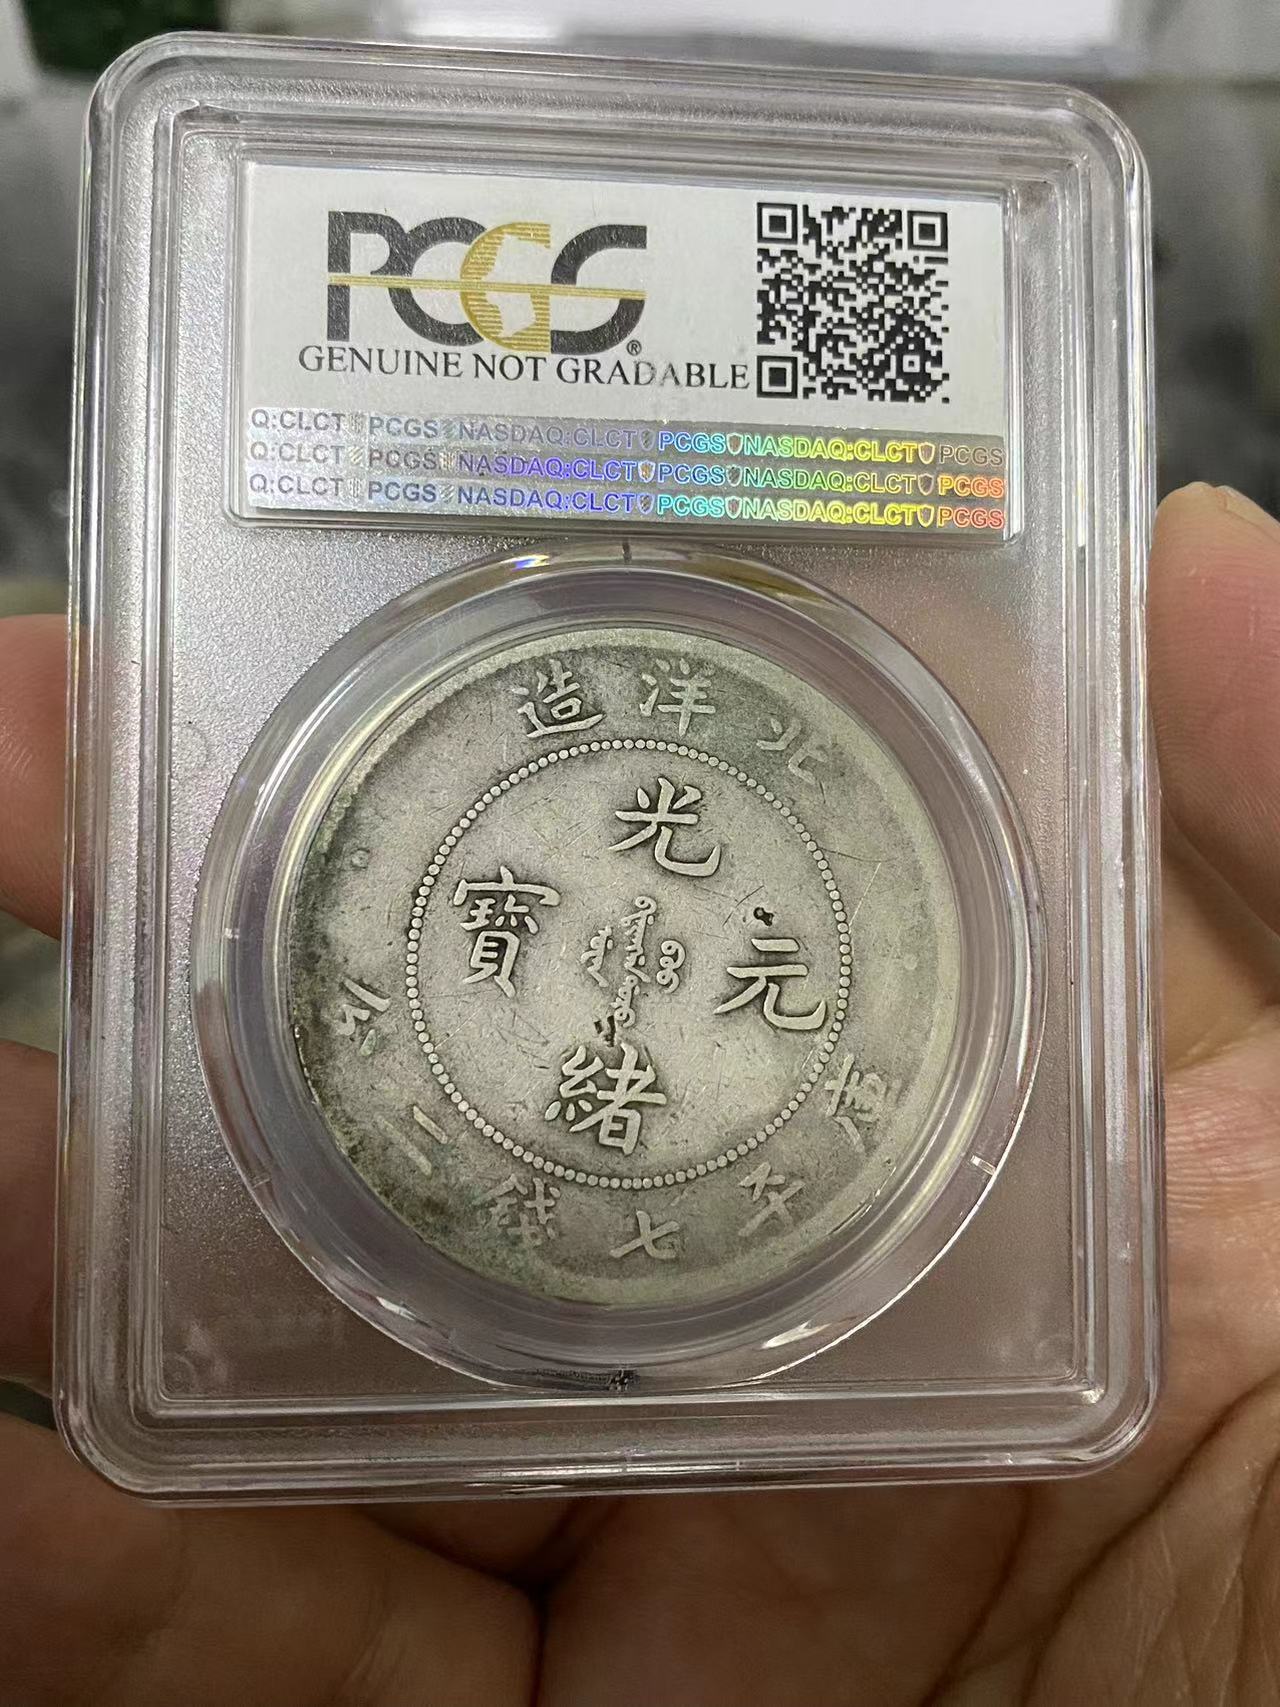 PCGS®
GENUINE NOT GRADABLE
Q:CLCT PCGS NASDAQ:CLCT PCGS NASDAQ:CLCT PCGS
Q:CLCT PCGS NASDAQ:CLCT PCGS NASDAQ:CLCT PCGS
Q:CLCT PCGS NASDAQ:CLCT PCGS NASDAQ:CLCT PCGS
造洋北
光緒元寶
庫平七錢二分